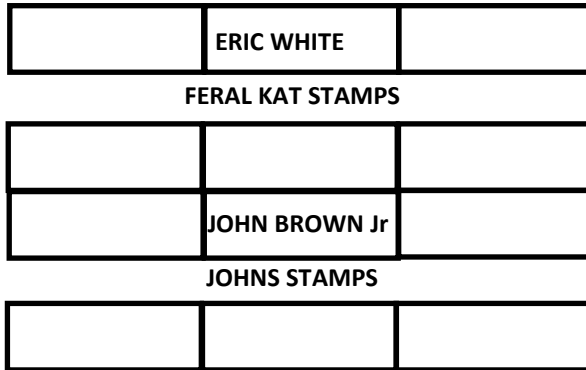 ERIC WHITE
FERAL KAT STAMPS
JOHN BROWN Jr
JOHNS STAMPS